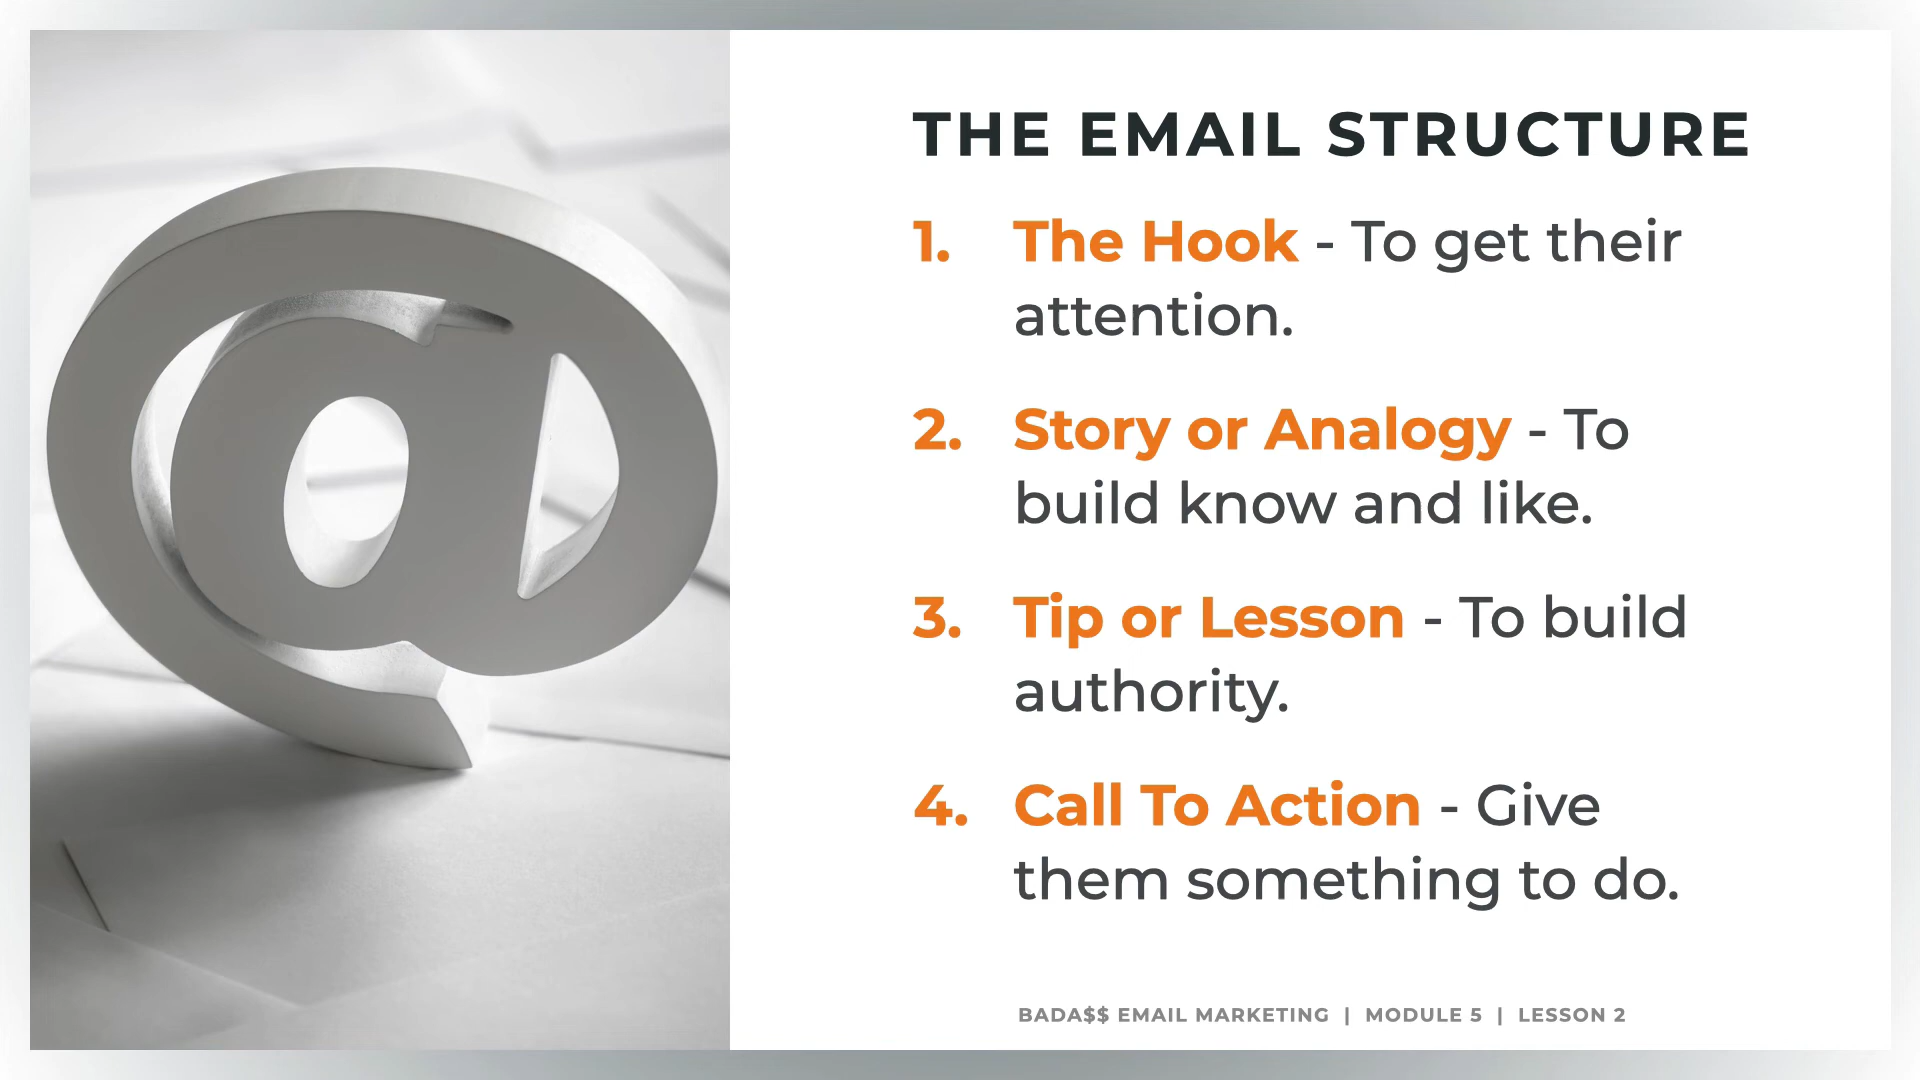 THE EMAIL STRUCTURE
1. The Hook - To get their
attention.
2. Story or Analogy - To
build know and like.
3. Tip or Lesson - To build
authority.
4. Call To Action - Give
them something to do.
BADA$$ EMAIL MARKETING | MODULE 5 | LESSON 2